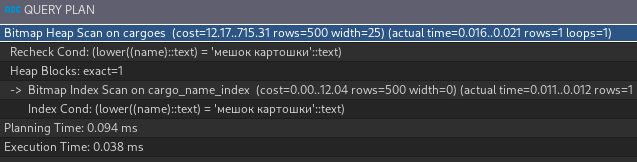 ABC QUERY PLAN
Bitmap Heap Scan on cargoes (cost=12.17..715.31 rows=500 width=25) (actual time=0.016..0.021 rows=1 loops=1)
Recheck Cond: (lower((name)::text) = 'мешок картошки'::text)
Heap Blocks: exact=1
-> Bitmap Index Scan on cargo_name_index (cost=0.00..12.04 rows=500 width=0) (actual time=0.011..0.012 rows=1
Index Cond: (lower((name)::text) = 'мешок картошки'::text)
Planning Time: 0.094 ms
Execution Time: 0.038 ms